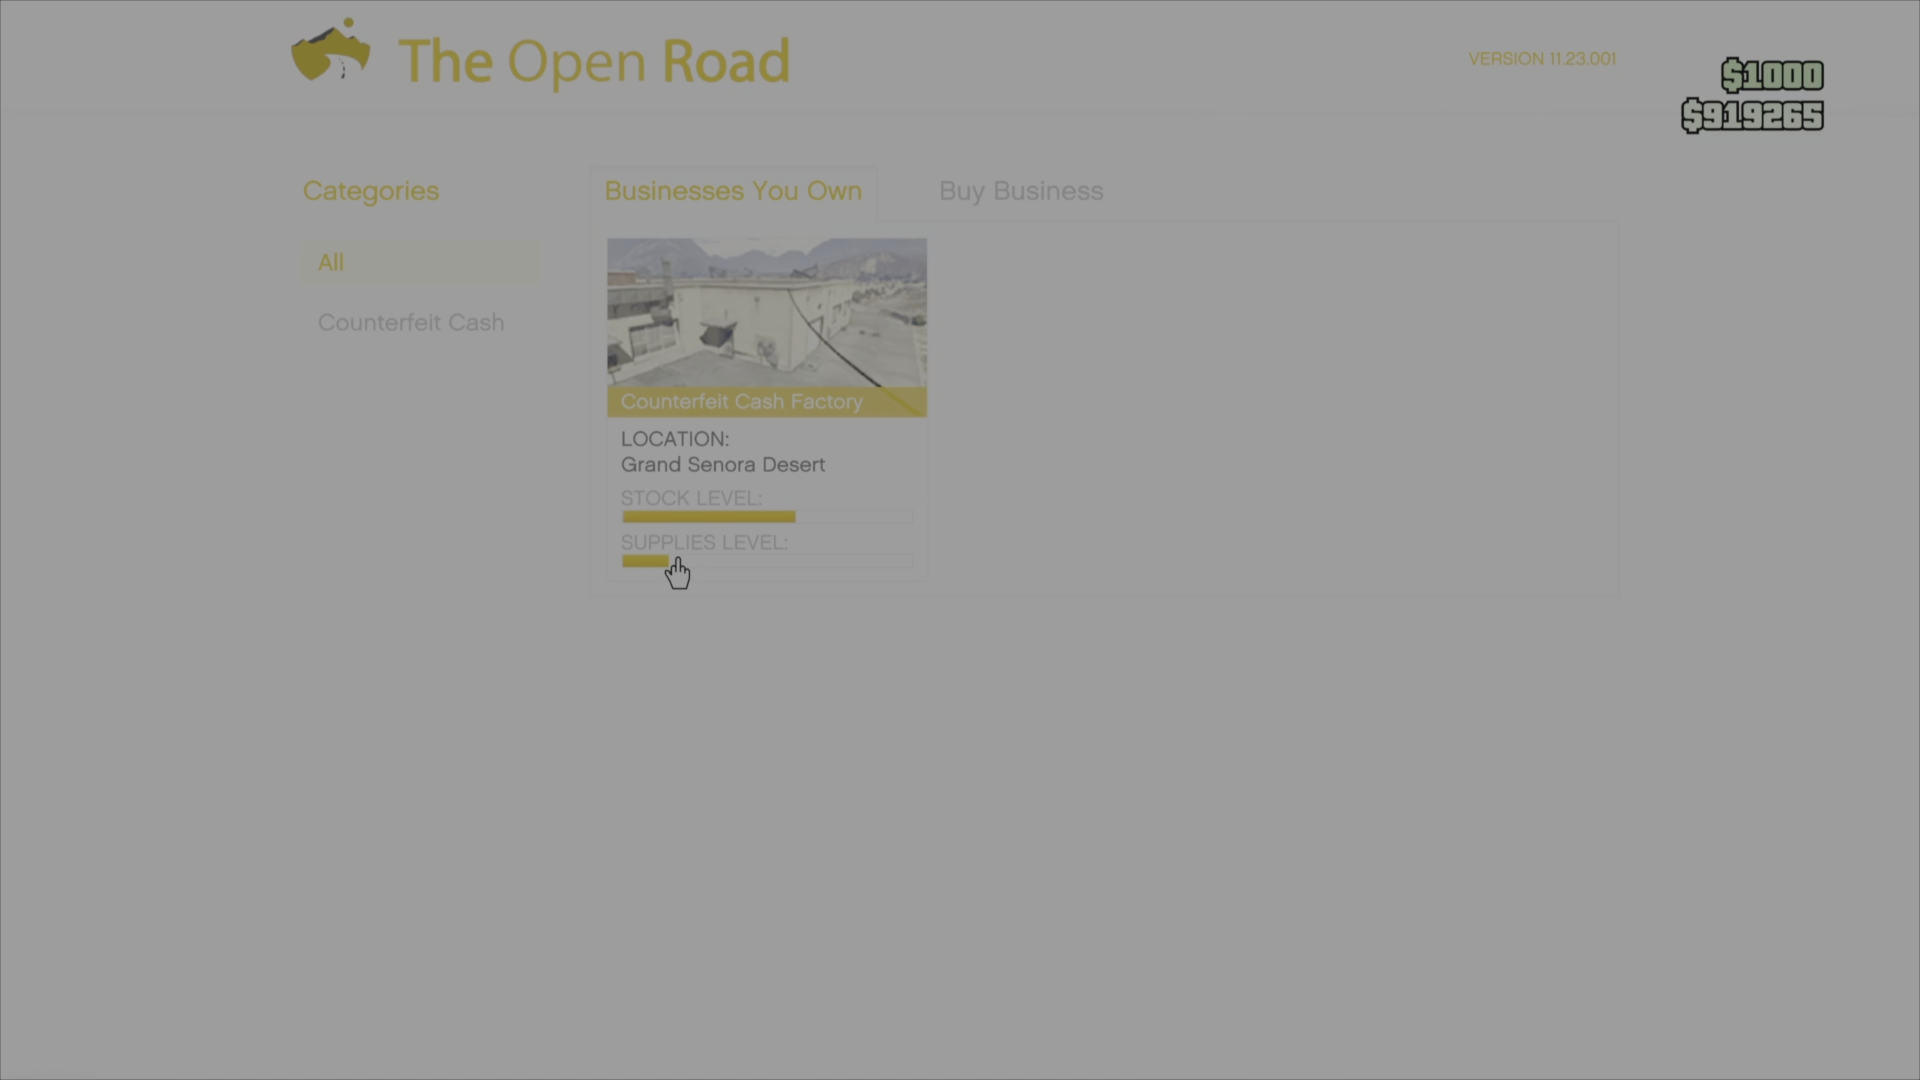 The Open Road
VERSION 11.23.001
$1000
$919265
Categories
All
Counterfeit Cash
Businesses You Own
Buy Business
Counterfeit Cash Factory
LOCATION:
Grand Senora Desert
STOCK LEVEL:
SUPPLIES LEVEL: